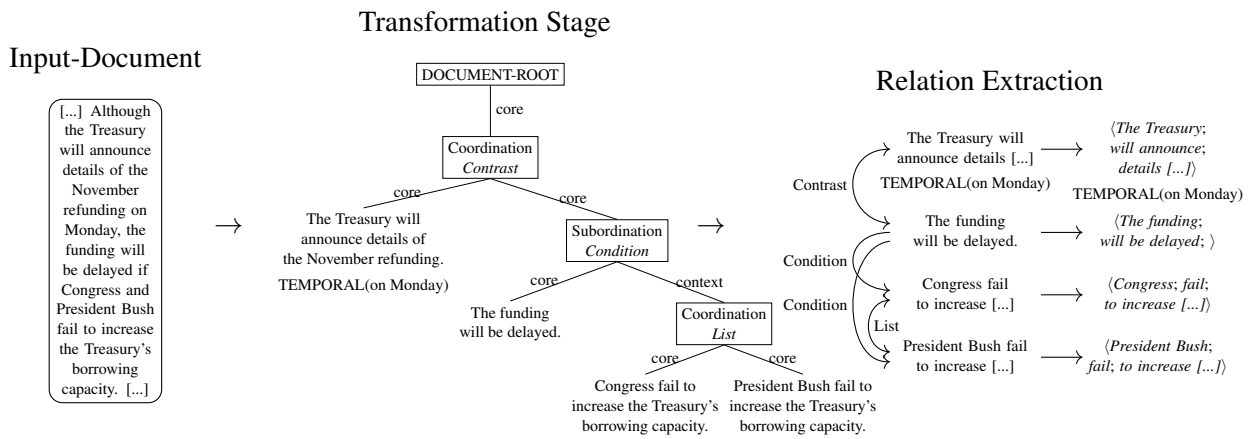 Input-Document
[...] Although
the Treasury
will announce
details of the
November
refunding on
Monday, the
funding will
be delayed if
Congress and
President Bush
fail to increase
the Treasury's
borrowing
capacity. [...]
Transformation Stage
DOCUMENT-ROOT
core
Coordination
Contrast
core
core
The Treasury will
announce details of
the November refunding.
TEMPORAL(on Monday)
Subordination
Condition
core
context
The funding
will be delayed.
Coordination
List
core
core
Congress fail to
increase the Treasury's
borrowing capacity.
President Bush fail to
increase the Treasury's
borrowing capacity.
Relation Extraction
Contrast
Condition
Condition
List
The Treasury will
announce details [...]
TEMPORAL(on Monday)
The funding
will be delayed.
Congress fail
to increase [...]
President Bush fail
to increase [...]
⟨The Treasury;
will announce;
details [...]⟩
TEMPORAL(on Monday)
⟨The funding;
will be delayed; ⟩
⟨Congress; fail;
to increase [...]⟩
⟨President Bush;
fail; to increase [...]⟩